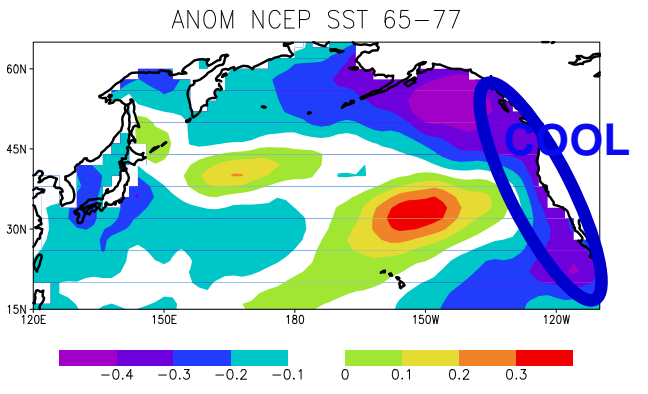 ANOM NCEP SST 65-77
60N
45N
30N
15N
COOL
120E 150E 180 150W 120W
-0.4 -0.3 -0.2 -0.1 0 0.1 0.2 0.3